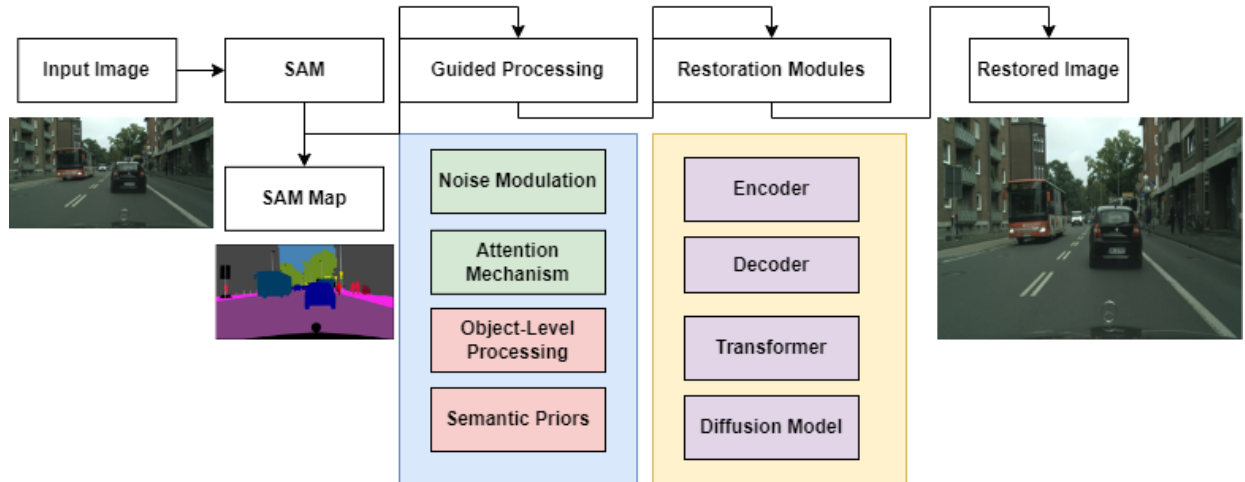 Input Image
SAM
Guided Processing
Restoration Modules
Restored Image
SAM Map
Noise Modulation
Attention
Mechanism
Object-Level
Processing
Semantic Priors
Encoder
Decoder
Transformer
Diffusion Model